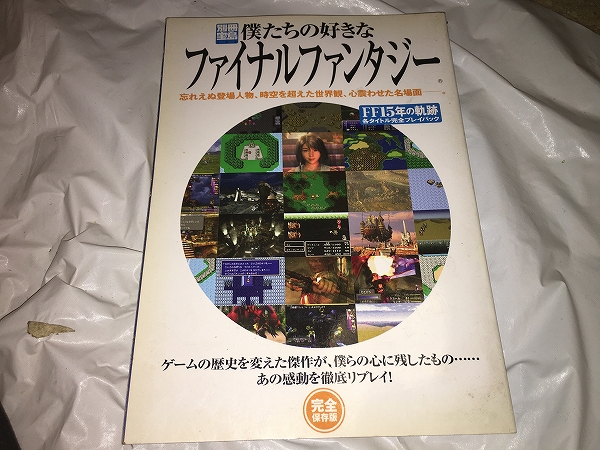 別冊
宝島
僕たちの好きな
ファイナルファンタジー
忘れえぬ登場人物、時空を超えた世界観、心震わせた名場面
FF15年の軌跡
各タイトル完全プレイバック
ゲームの歴史を変えた傑作が、僕らの心に残したもの……
あの感動を徹底リプレイ!
完全
保存版